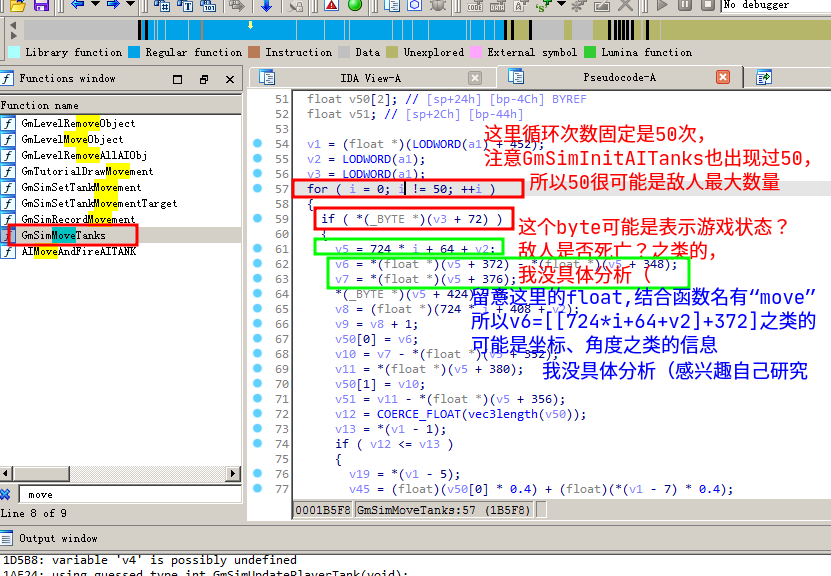 No debugger
Library function Regular function Instruction Data Unexplored External symbol Lumina function
Functions window
IDA View-A
Pseudocode-A
Function name
GmLevelRemoveObject
GmLevelMoveObject
GmLevelRemoveAllAIObj
GmTutorialDrawMovement
GmSimSetTankMovement
GmSimSetTankMovementTarget
GmSimRecordMovement
GmSimMoveTanks
AIMoveAndFireAITANK
move
Line 8 of 9
51 float v50[2]; // [sp+24h] [bp-4Ch] BYREF
52 float v51; // [sp+2Ch] [bp-44h]
53
54 v1 = (float *)(LODWORD(a1) + 452);
55 v2 = LODWORD(a1);
56 v3 = LODWORD(a1);
57 for ( i = 0; i != 50; ++i )
58 {
59 if ( *(_BYTE *)(v3 + 72) )
60 {
61 v5 = 724 * i + 64 + v2;
62 v6 = *(float *)(v5 + 372) - *(float *)(v5 + 348);
63 v7 = *(float *)(v5 + 376);
64 *(_BYTE *)(v5 + 424)
65 v8 = (float *)(724 * i + 408 + v2);
66 v9 = v8 + 1;
67 v50[0] = v6;
68 v10 = v7 - *(float *)(v5 + 352);
69 v11 = *(float *)(v5 + 380);
70 v50[1] = v10;
71 v51 = v11 - *(float *)(v5 + 356);
72 v12 = COERCE_FLOAT(vec3length(v50));
73 v13 = *(v1 - 1);
74 if ( v12 <= v13 )
75 {
76 v19 = *(v1 - 5);
77 v45 = (float)(v50[0] * 0.4) + (float)(*(v1 - 7) * 0.4);
这里循环次数固定是50次，
注意GmSimInitAITanks也出现过50，
所以50很可能是敌人最大数量
这个byte可能是表示游戏状态？
敌人是否死亡？之类的，
我没具体分析（
留意这里的float,结合函数名有“move”
所以v6=[[724*i+64+v2]+372]之类的
可能是坐标、角度之类的信息
我没具体分析（感兴趣自己研究
0001B5F8 GmSimMoveTanks:57 (1B5F8)
Output window
1D5B8: variable 'v4' is possibly undefined
1AF24: using guessed type int GmSimUpdatePlayerTank(void);